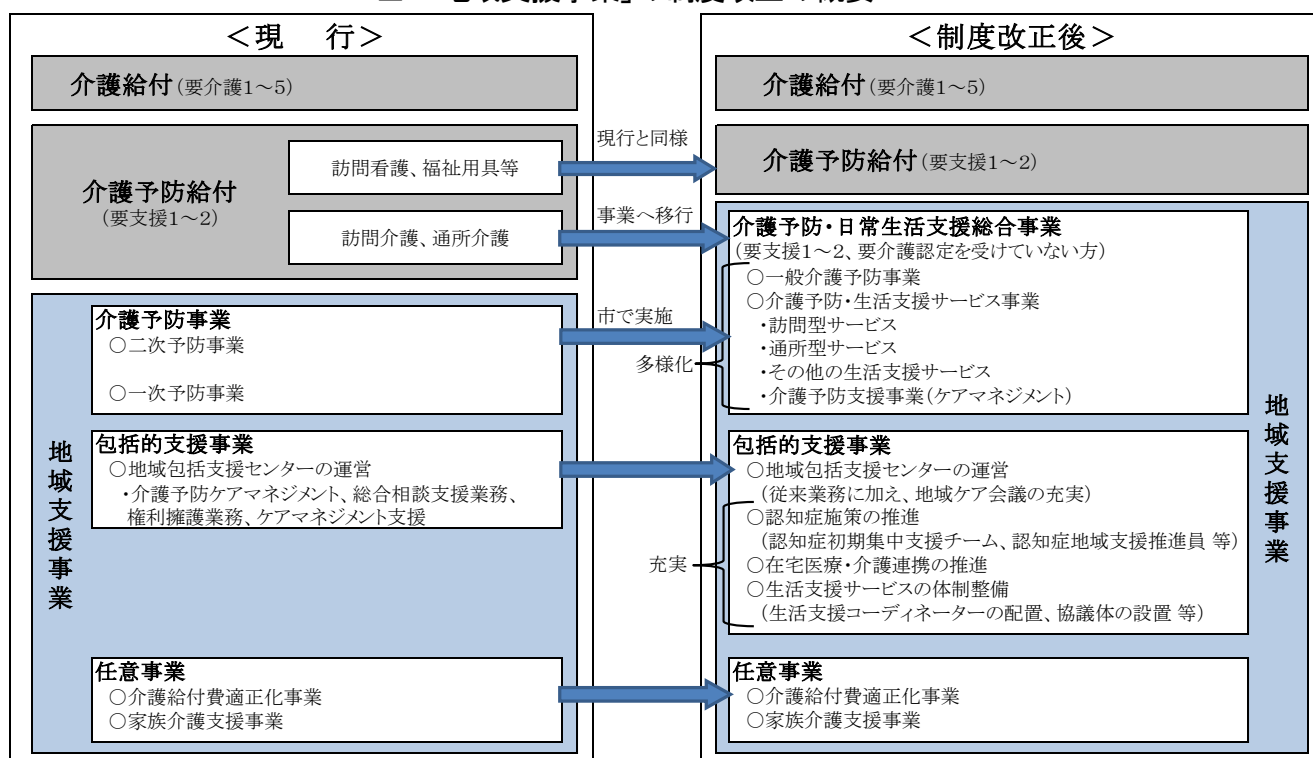 ＜現　行＞
介護給付(要介護1～5)
介護予防給付
(要支援1～2)
訪問看護、福祉用具等
訪問介護、通所介護
地域支援事業
介護予防事業
○二次予防事業
○一次予防事業
包括的支援事業
○地域包括支援センターの運営
・介護予防ケアマネジメント、総合相談支援業務、
権利擁護業務、ケアマネジメント支援
任意事業
○介護給付費適正化事業
○家族介護支援事業
現行と同様
事業へ移行
市で実施
多様化
充実
＜制度改正後＞
介護給付(要介護1～5)
介護予防給付(要支援1～2)
介護予防・日常生活支援総合事業
(要支援1～2、要介護認定を受けていない方)
○一般介護予防事業
○介護予防・生活支援サービス事業
・訪問型サービス
・通所型サービス
・その他の生活支援サービス
・介護予防支援事業(ケアマネジメント)
包括的支援事業
○地域包括支援センターの運営
(従来業務に加え、地域ケア会議の充実)
○認知症施策の推進
(認知症初期集中支援チーム、認知症地域支援推進員 等)
○在宅医療・介護連携の推進
○生活支援サービスの体制整備
(生活支援コーディネーターの配置、協議体の設置 等)
任意事業
○介護給付費適正化事業
○家族介護支援事業
地域支援事業